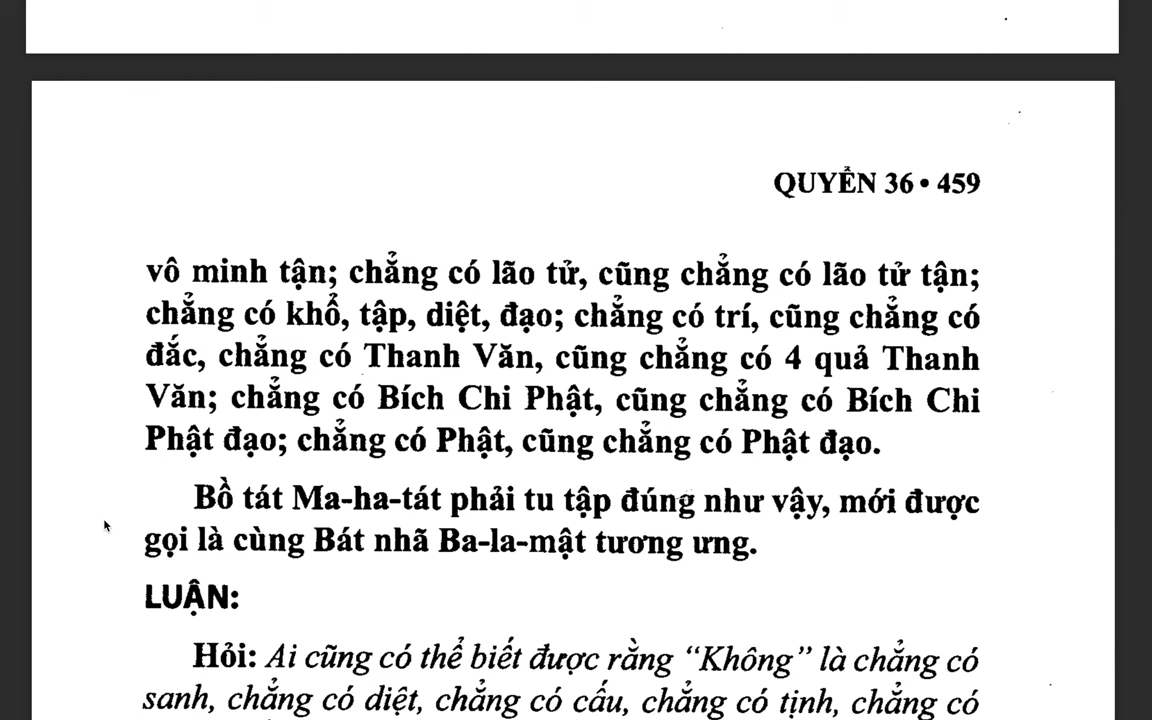 QUYỂN 36 • 459
vô minh tận; chẳng có lão tử, cũng chẳng có lão tử tận;
chẳng có khổ, tập, diệt, đạo; chẳng có trí, cũng chẳng có
đắc, chẳng có Thanh Văn, cũng chẳng có 4 quả Thanh
Văn; chẳng có Bích Chi Phật, cũng chẳng có Bích Chi
Phật đạo; chẳng có Phật, cũng chẳng có Phật đạo.
Bồ tát Ma-ha-tát phải tu tập đúng như vậy, mới được
gọi là cùng Bát nhã Ba-la-mật tương ưng.
LUẬN:
Hỏi: Ai cũng có thể biết được rằng “Không” là chẳng có
sanh, chẳng có diệt, chẳng có cấu, chẳng có tịnh, chẳng có